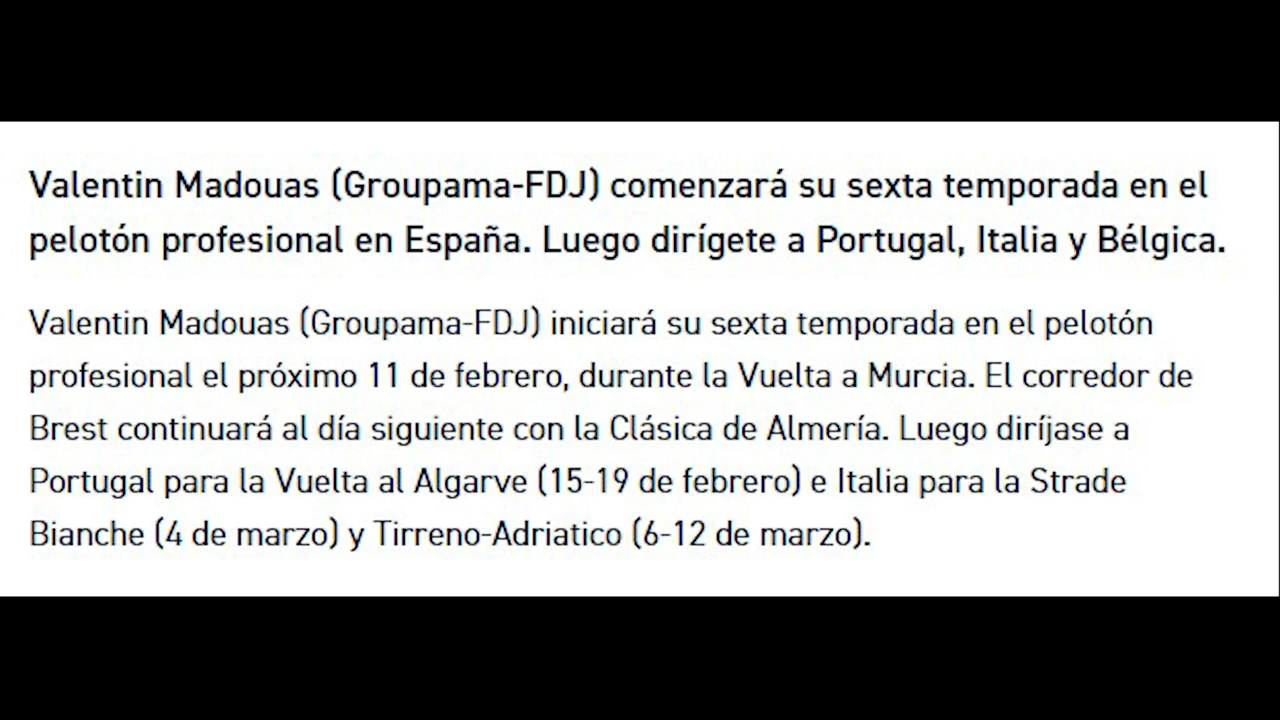 Valentin Madouas (Groupama-FDJ) comenzará su sexta temporada en el
pelotón profesional en España. Luego dirígete a Portugal, Italia y Bélgica.
Valentin Madouas (Groupama-FDJ) iniciará su sexta temporada en el pelotón
profesional el próximo 11 de febrero, durante la Vuelta a Murcia. El corredor de
Brest continuará al día siguiente con la Clásica de Almería. Luego diríjase a
Portugal para la Vuelta al Algarve (15-19 de febrero) e Italia para la Strade
Bianche (4 de marzo) y Tirreno-Adriatico (6-12 de marzo).